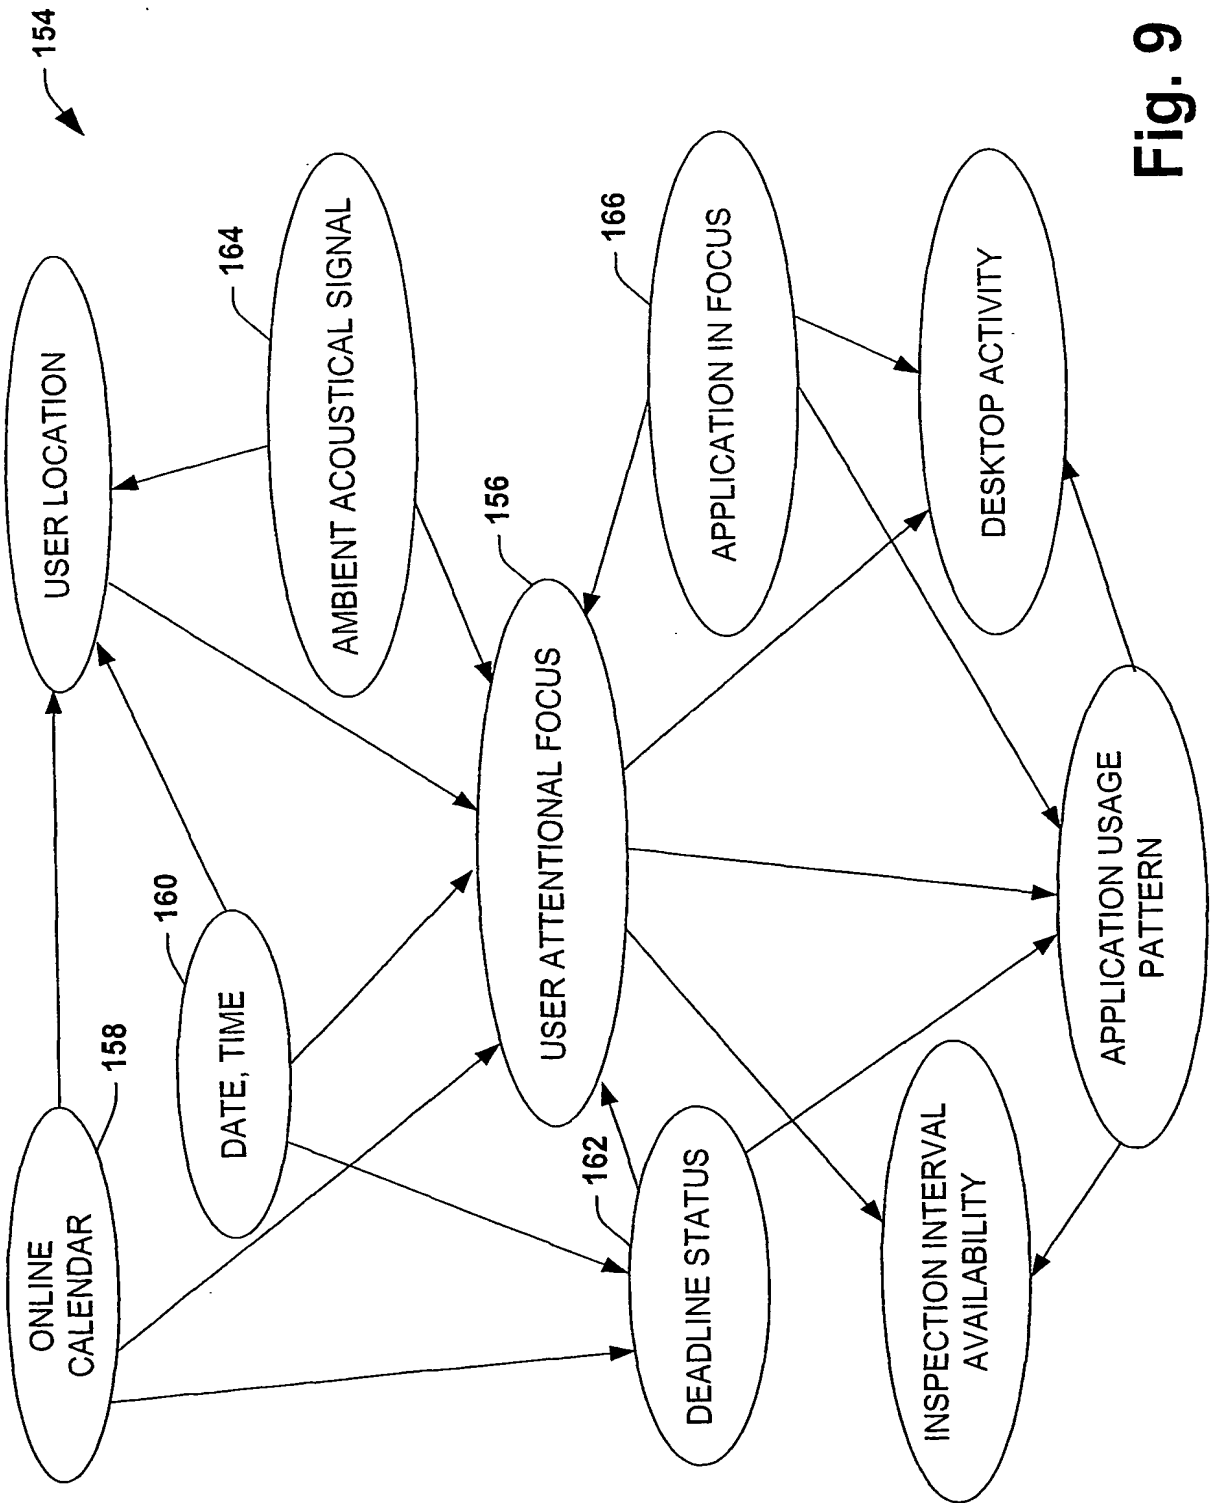 154
ONLINE
CALENDAR
158
USER LOCATION
DATE, TIME
160
164
AMBIENT ACOUSTICAL SIGNAL
156
USER ATTENTIONAL FOCUS
162
DEADLINE STATUS
166
APPLICATION IN FOCUS
INSPECTION INTERVAL
AVAILABILITY
DESKTOP ACTIVITY
APPLICATION USAGE
PATTERN
Fig. 9